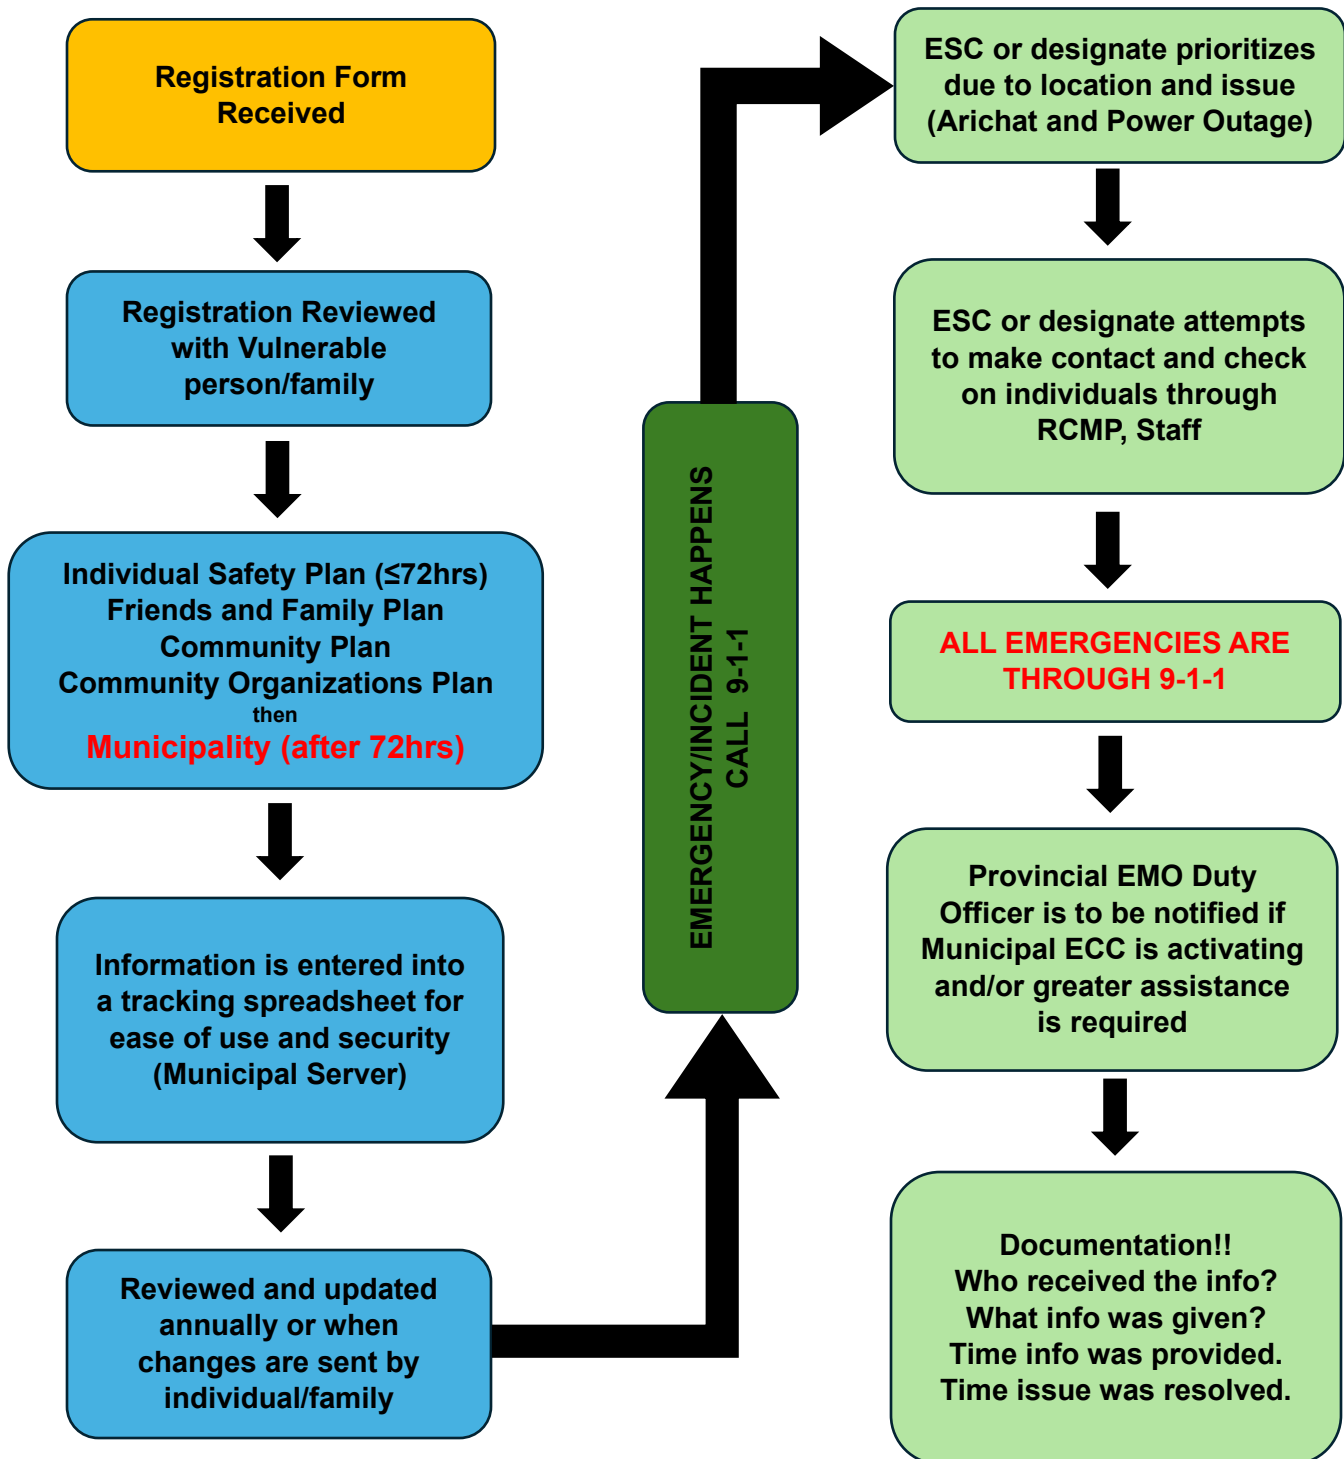 Registration Form
Received
Registration Reviewed
with Vulnerable
person/family
Individual Safety Plan (≤72hrs)
Friends and Family Plan
Community Plan
Community Organizations Plan
then
Municipality (after 72hrs)
Information is entered into
a tracking spreadsheet for
ease of use and security
(Municipal Server)
Reviewed and updated
annually or when
changes are sent by
individual/family
EMERGENCY/INCIDENT HAPPENS
CALL 9-1-1
ESC or designate prioritizes
due to location and issue
(Arichat and Power Outage)
ESC or designate attempts
to make contact and check
on individuals through
RCMP, Staff
ALL EMERGENCIES ARE
THROUGH 9-1-1
Provincial EMO Duty
Officer is to be notified if
Municipal ECC is activating
and/or greater assistance
is required
Documentation!!
Who received the info?
What info was given?
Time info was provided.
Time issue was resolved.